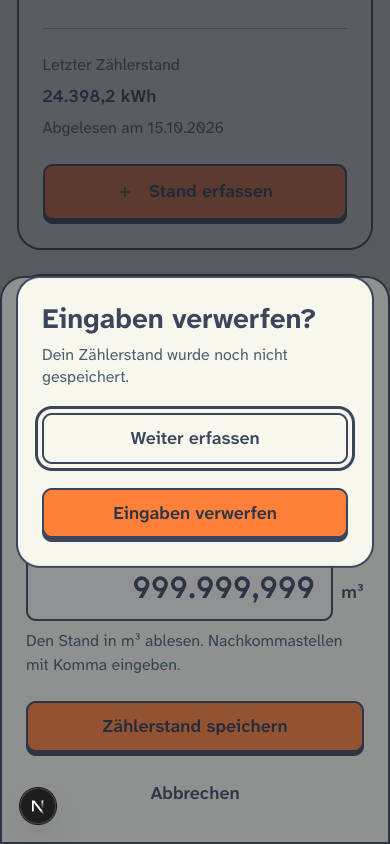 Letzter Zählerstand
24.398,2 kWh
Abgelesen am 15.10.2026
+ Stand erfassen
Eingaben verwerfen?
Dein Zählerstand wurde noch nicht
gespeichert.
Weiter erfassen
Eingaben verwerfen
999.999,999 m³
Den Stand in m³ ablesen. Nachkommastellen
mit Komma eingeben.
Zählerstand speichern
Abbrechen
N